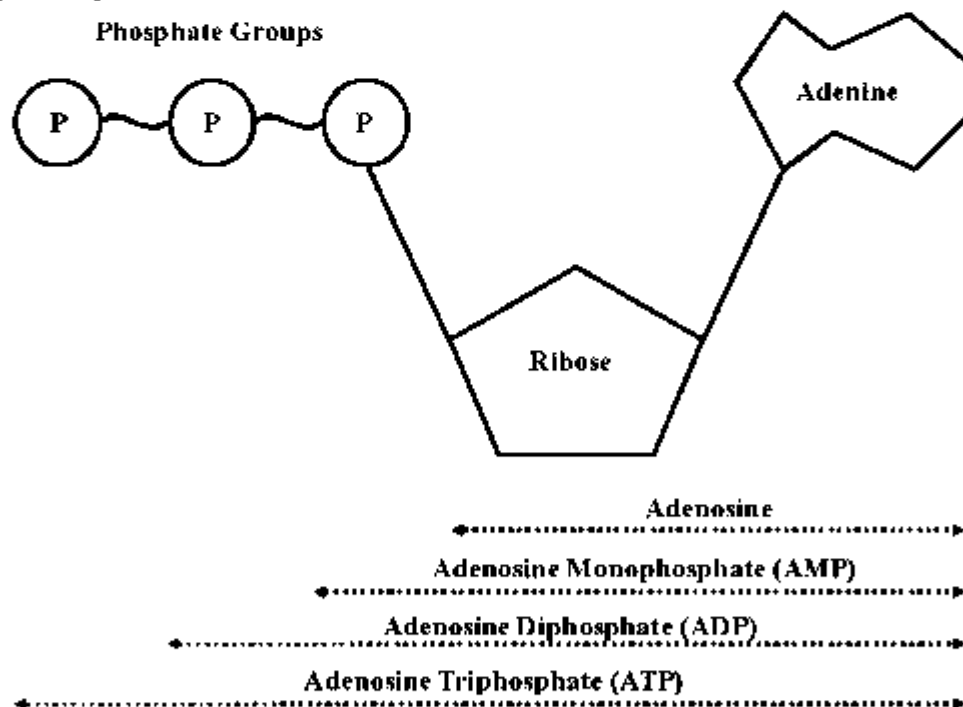 Phosphate Groups
Adenine
P P P
Ribose
Adenosine
Adenosine Monophosphate (AMP)
Adenosine Diphosphate (ADP)
Adenosine Triphosphate (ATP)